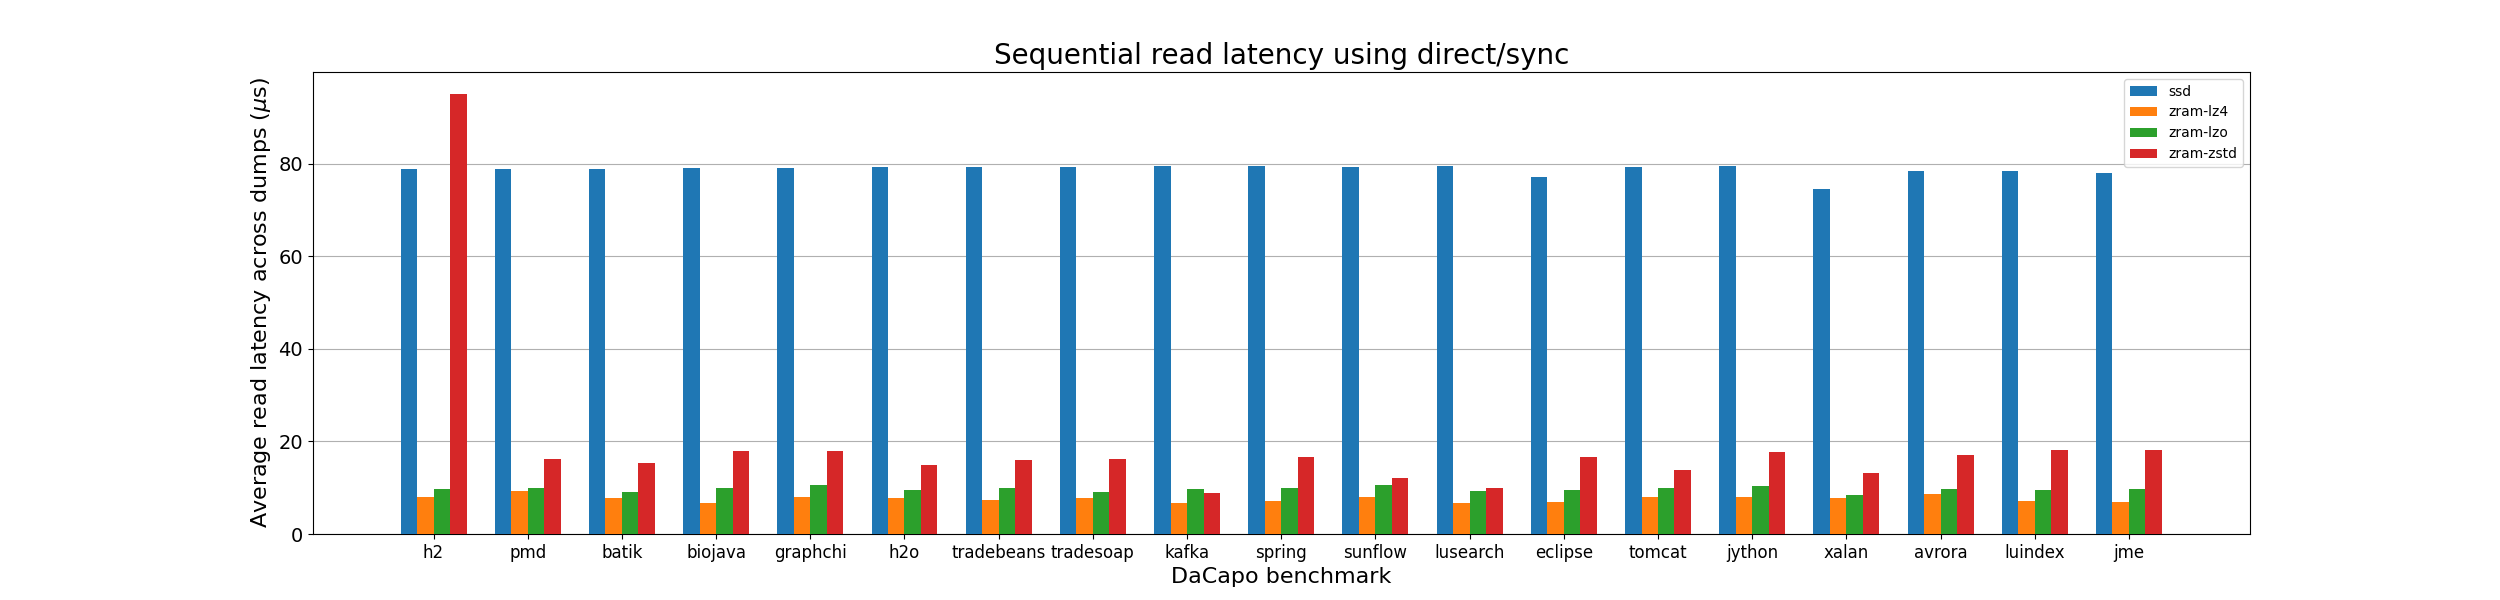 Sequential read latency using direct/sync
Average read latency across dumps (μs)
80
60
40
20
0
ssd
zram-lz4
zram-lzo
zram-zstd
h2 pmd batik biojava graphchi h2o tradebeans tradesoap kafka spring sunflow lusearch eclipse tomcat jython xalan avrora luindex jme
DaCapo benchmark